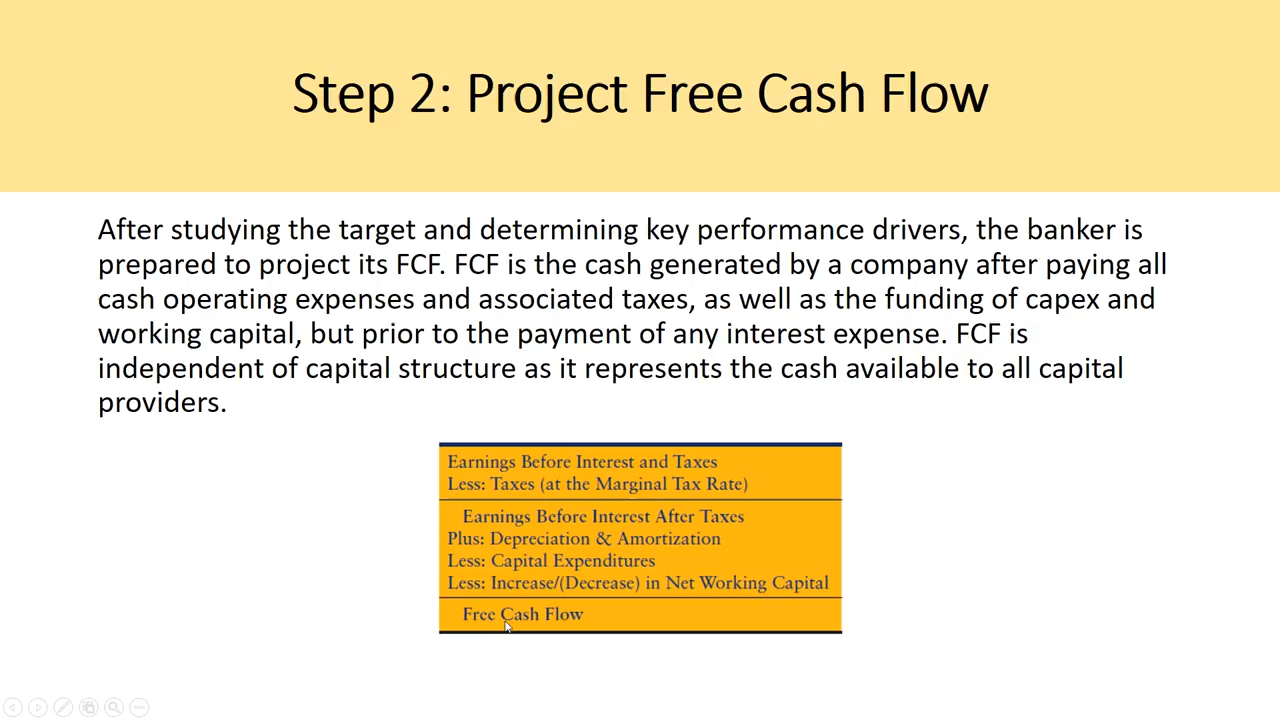 Step 2: Project Free Cash Flow
After studying the target and determining key performance drivers, the banker is
prepared to project its FCF. FCF is the cash generated by a company after paying all
cash operating expenses and associated taxes, as well as the funding of capex and
working capital, but prior to the payment of any interest expense. FCF is
independent of capital structure as it represents the cash available to all capital
providers.
Earnings Before Interest and Taxes
Less: Taxes (at the Marginal Tax Rate)
Earnings Before Interest After Taxes
Plus: Depreciation & Amortization
Less: Capital Expenditures
Less: Increase/(Decrease) in Net Working Capital
Free Cash Flow